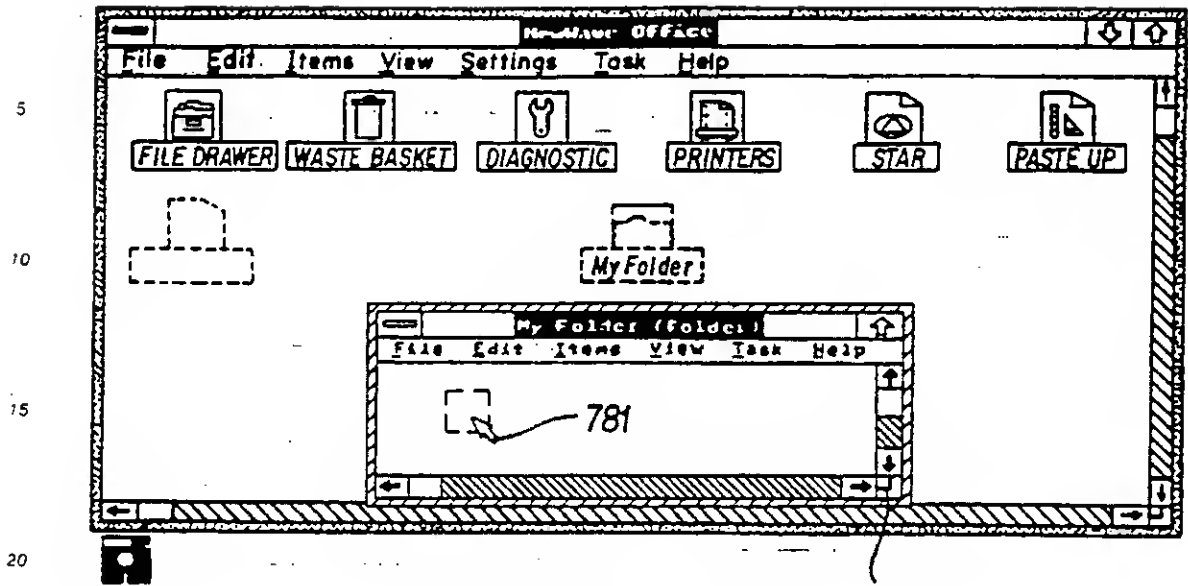 NewWave Office
File Edit Items View Settings Task Help
5
FILE DRAWER WASTE BASKET DIAGNOSTIC PRINTERS STAR PASTE UP
10
My Folder
My Folder (Folder)
File Edit Items View Task Help
15
781
20